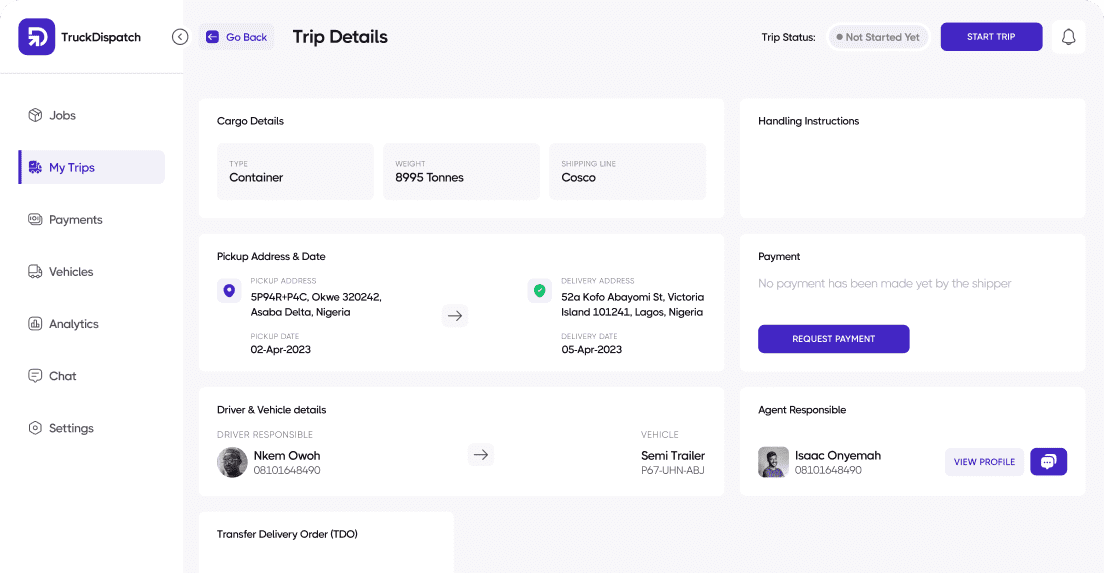 TruckDispatch
Go Back
Trip Details
Trip Status:
Not Started Yet
START TRIP
Jobs
My Trips
Payments
Vehicles
Analytics
Chat
Settings
Cargo Details
TYPE
Container
WEIGHT
8995 Tonnes
SHIPPING LINE
Cosco
Handling Instructions
Pickup Address & Date
PICKUP ADDRESS
5P94R+P4C, Okwe 320242,
Asaba Delta, Nigeria
PICKUP DATE
02-Apr-2023
DELIVERY ADDRESS
52a Kofo Abayomi St, Victoria
Island 101241, Lagos, Nigeria
DELIVERY DATE
05-Apr-2023
Payment
No payment has been made yet by the shipper
REQUEST PAYMENT
Driver & Vehicle details
DRIVER RESPONSIBLE
Nkem Owoh
08101648490
VEHICLE
Semi Trailer
P67-UHN-ABJ
Agent Responsible
Isaac Onyemah
08101648490
VIEW PROFILE
Transfer Delivery Order (TDO)